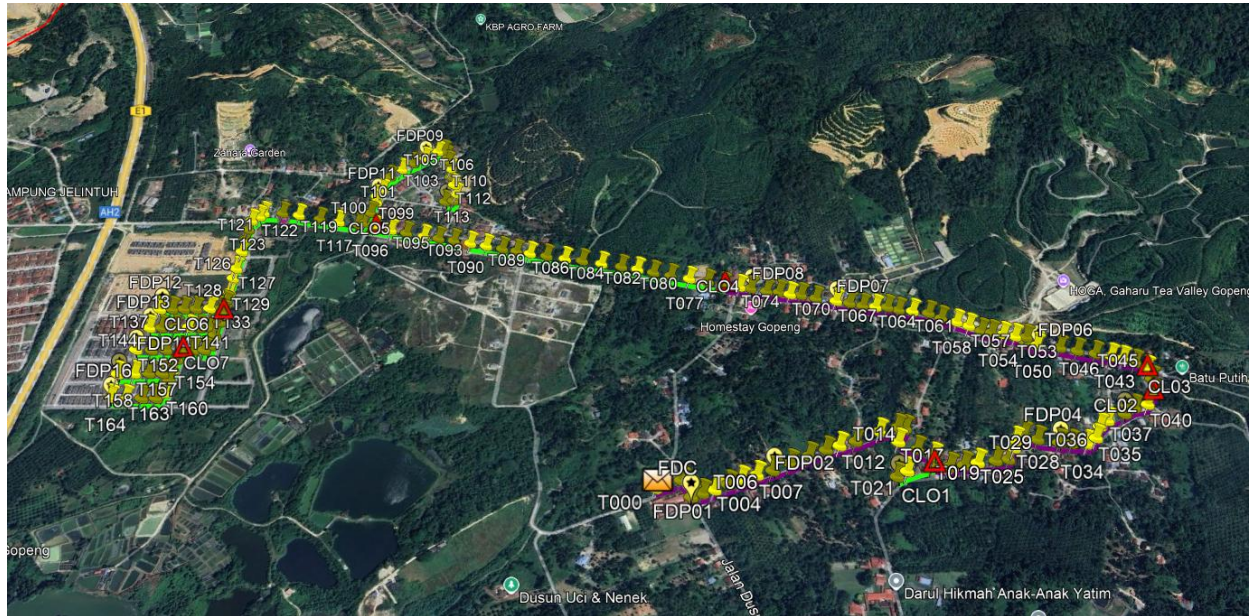 KBP AGRO FARM
E1
Zahara Garden
AMPUNG JELINTUH
AH2
FDP09
T105
T106
FDP11
T103
T110
T101
T112
T100
T099
T113
T121
T122
T119
CLO5
T123
T117
T096
T095
T093
T090
T089
T086
T084
T082
T080
T077
CLO4
FDP08
T074
FDP07
T070
T067
T064
T061
T058
T057
FDP06
T054
T053
T050
T046
T045
T043
HOGA, Gaharu Tea Valley Gopeng
Homestay Gopeng
Batu Putih
T126
T127
FDP12
T128
T129
FDP13
T137
CLO6
T133
T144
T141
CLO7
FDP16
T152
T154
T157
T158
T160
T163
T164
CL03
CL02
T040
FDP04
T037
T036
T035
T034
T029
T028
T025
T019
T014
T012
T021
CLO1
FDP02
T007
T006
T004
FDC
T000
FDP01
Gopeng
Jalan Dus
Dusun Uci & Nenek
Darul Hikmah Anak-Anak Yatim